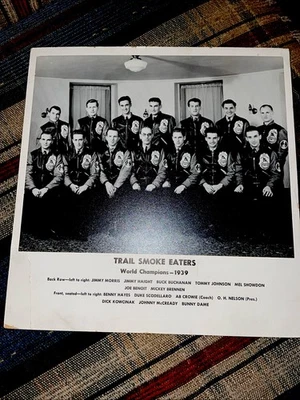 TRAIL SMOKE EATERS
World Champions—1939
Back Row—left to right: JIMMY MORRIS JIMMY HAIGHT BUCK BUCHANAN TOMMY JOHNSON MEL SNOWDON
JOE BENOIT MICKEY BRENNEN
Front, seated—left to right: BENNY HAYES DUKE SCODELLARO AB CROWIE (Coach) G. H. NELSON (Pres.)
DICK KOWCINAK JOHNNY McCREADY BUNNY DAME